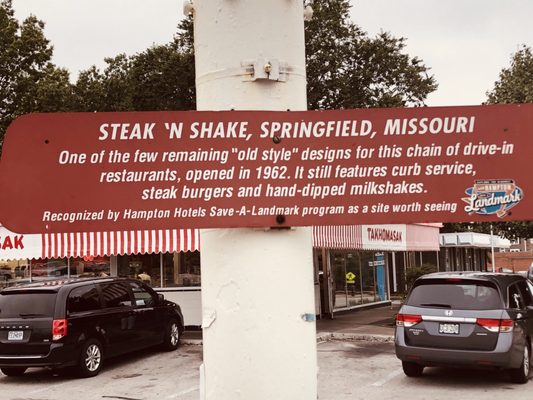 STEAK 'N SHAKE, SPRINGFIELD, MISSOURI
One of the few remaining "old style" designs for this chain of drive-in
restaurants, opened in 1962. It still features curb service,
steak burgers and hand-dipped milkshakes.
Recognized by Hampton Hotels Save-A-Landmark program as a site worth seeing
HAMPTON
Landmark
SAK
TAKHOMASAK